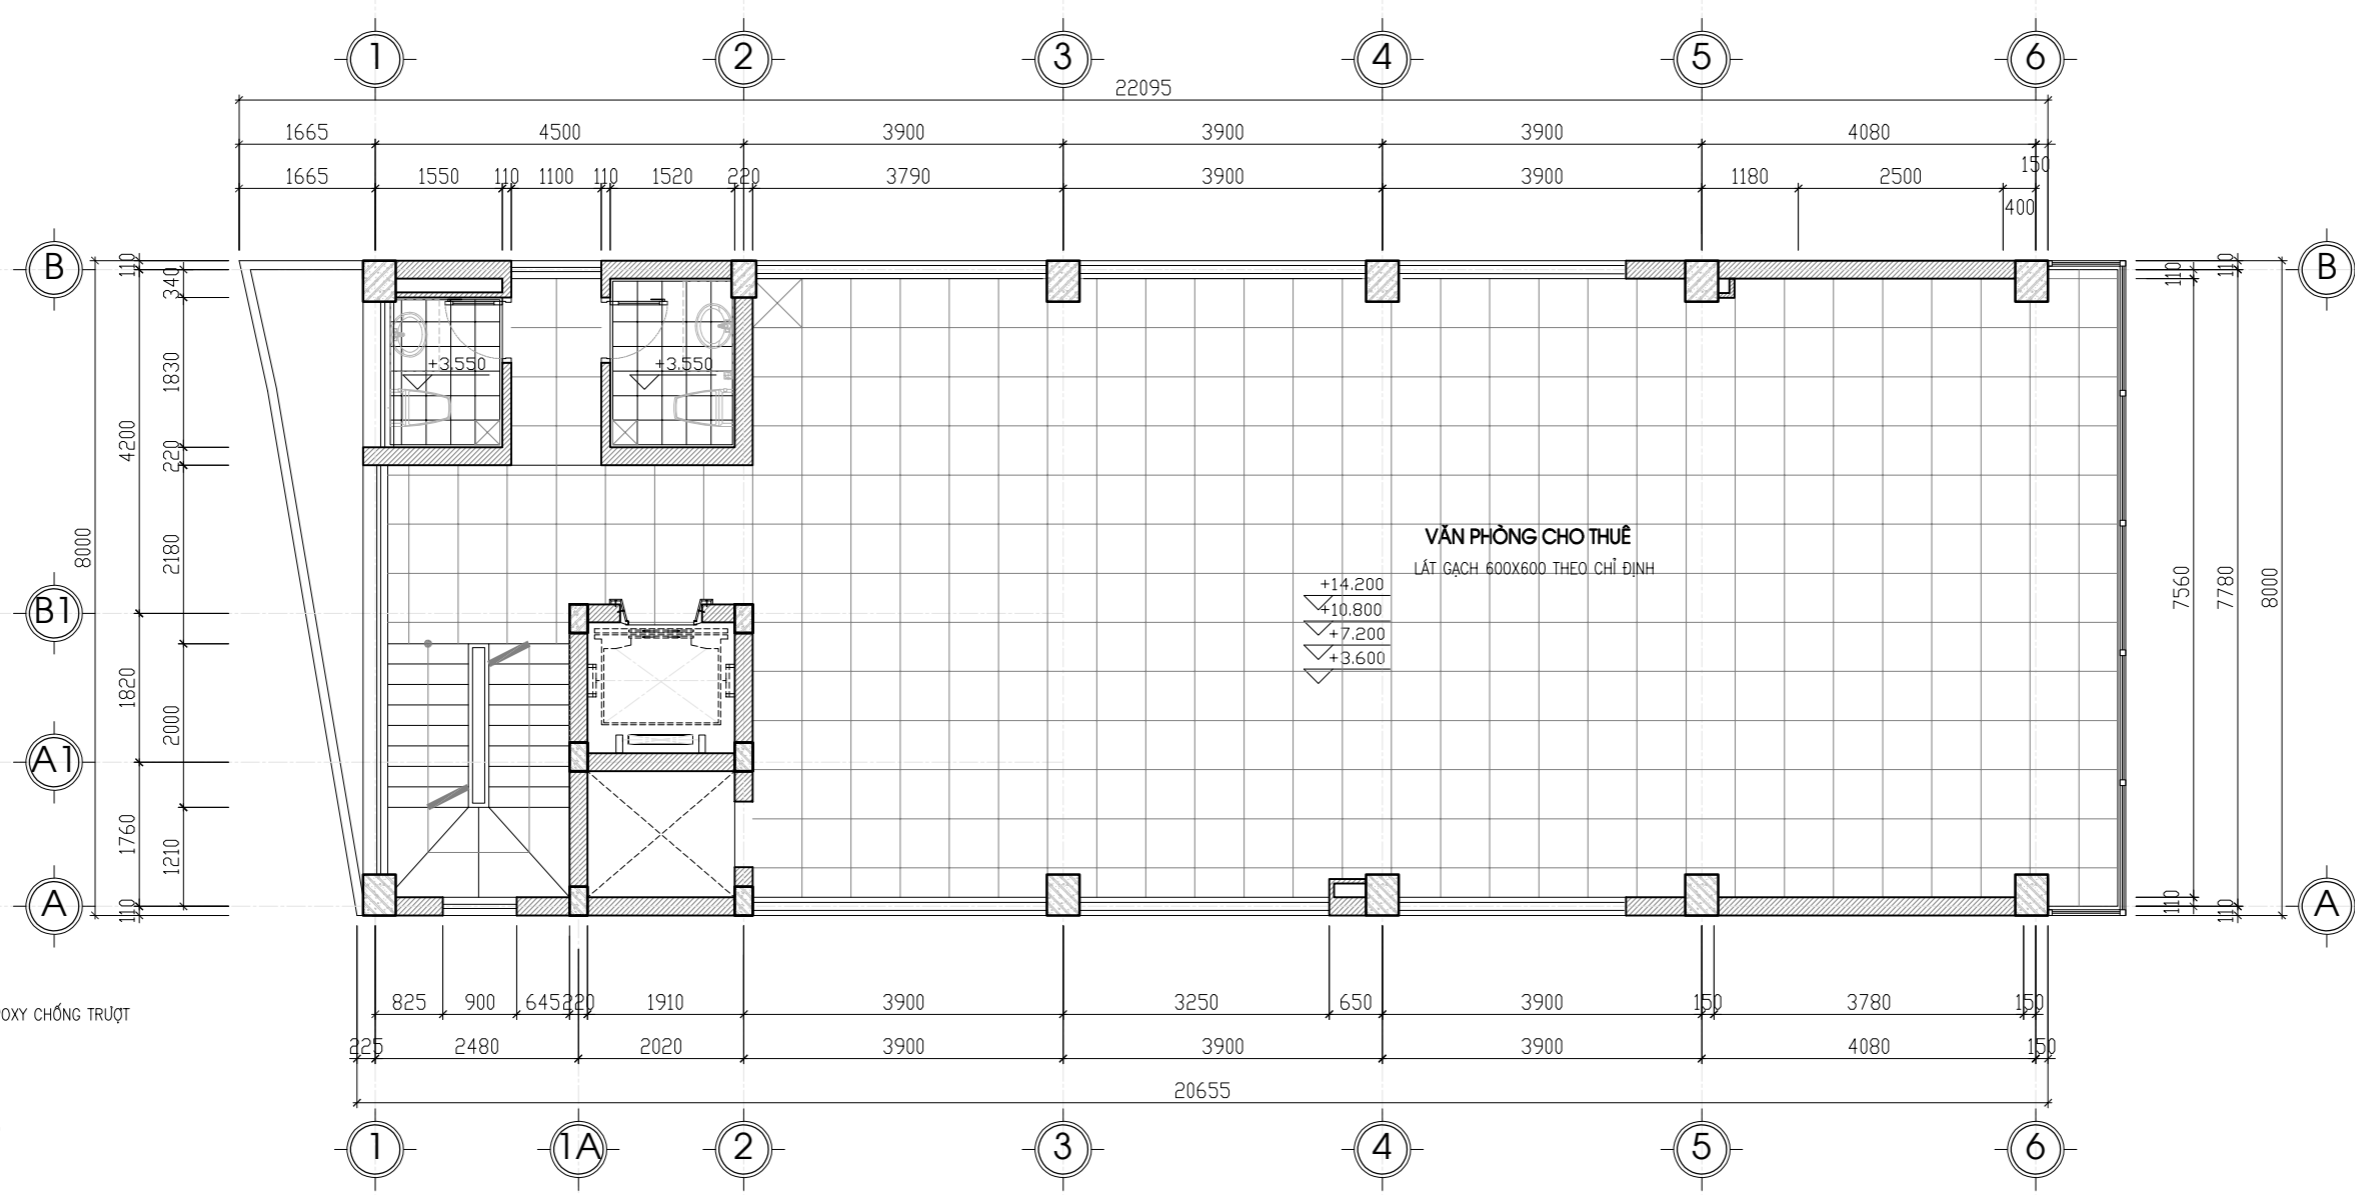 1 2 3 4 5 6
22095
1665 4500 3900 3900 3900 4080
150
1665 1550 110 1100 110 1520 220 3790 3900 3900 1180 2500
400
B
B
110
340
110
110
1830
4200
220
+3.550 +3.550
8000
2180
VĂN PHÒNG CHO THUÊ
LÁT GẠCH 600X600 THEO CHỈ ĐỊNH
+14.200
+10.800
+7.200
+3.600
7560
7780
8000
B1
1820
2000
A1
1760
1210
A
A
110
110
110
825 900 645 220 1910 3900 3250 650 3900 150 3780 150
OXY CHỐNG TRƯỢT
225 2480 2020 3900 3900 3900 4080 150
20655
1 1A 2 3 4 5 6